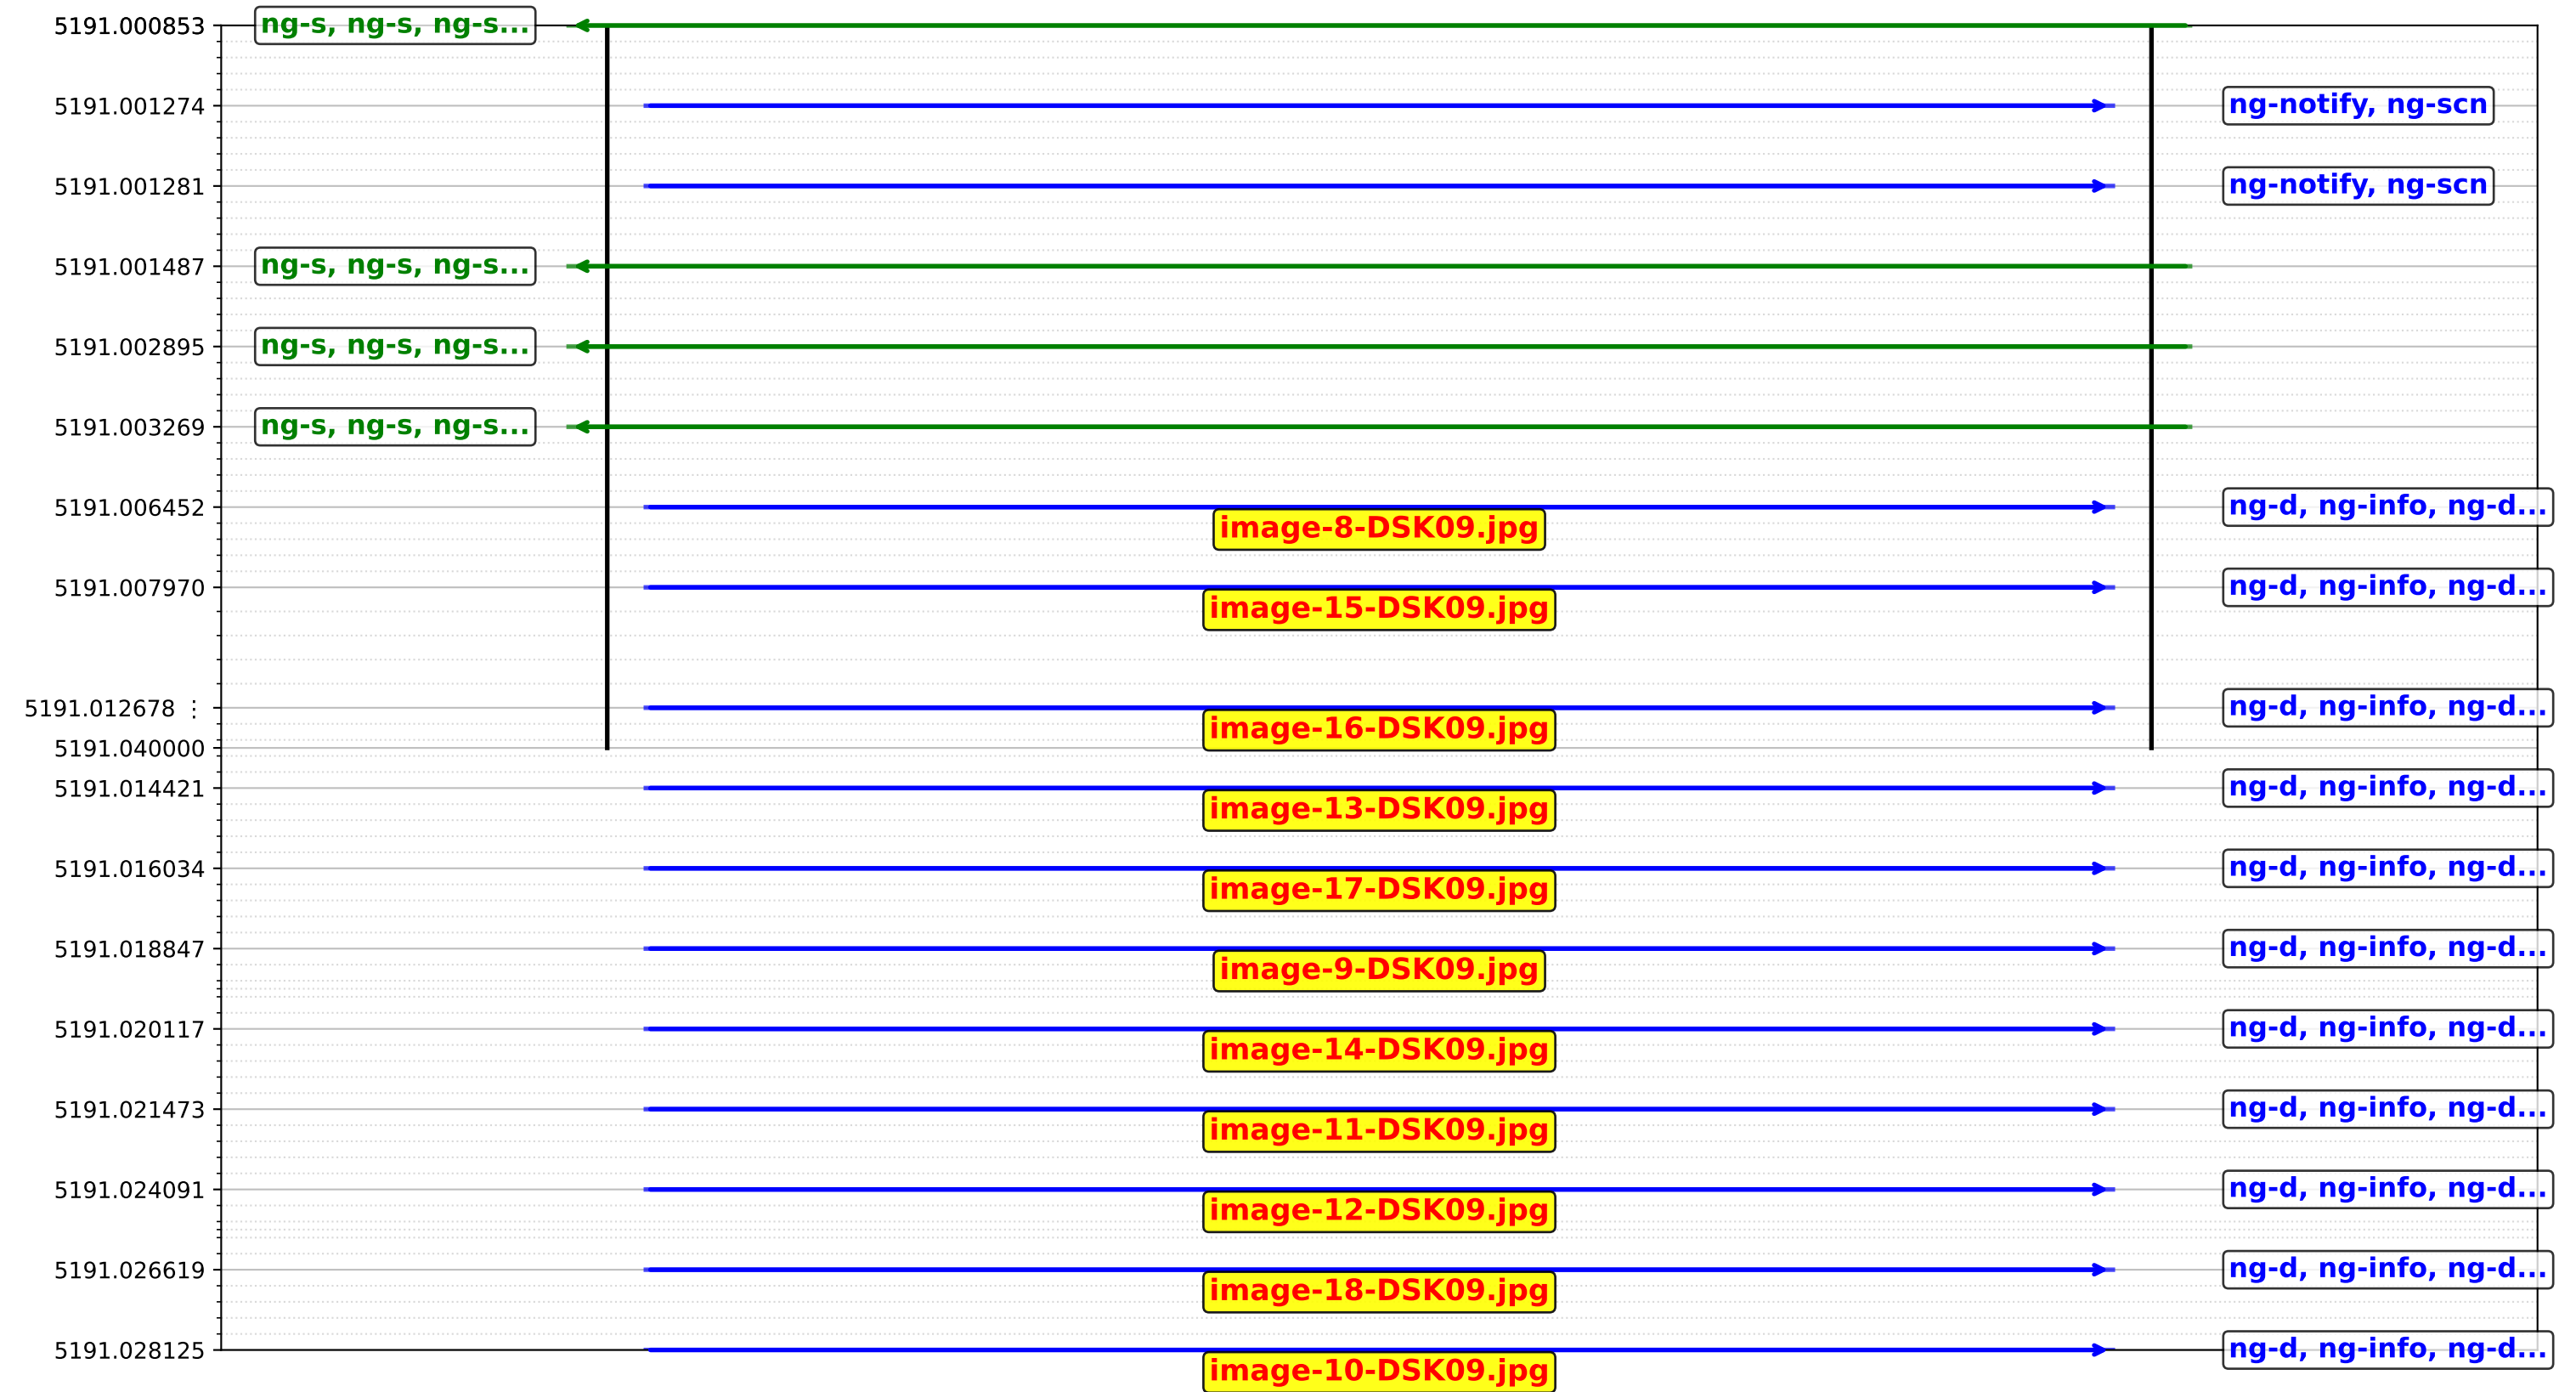 5191.000853 ng-s, ng-s, ng-s...
5191.001274 ng-notify, ng-scn
5191.001281 ng-notify, ng-scn
5191.001487 ng-s, ng-s, ng-s...
5191.002895 ng-s, ng-s, ng-s...
5191.003269 ng-s, ng-s, ng-s...
5191.006452 ng-d, ng-info, ng-d...
image-8-DSK09.jpg
5191.007970 ng-d, ng-info, ng-d...
image-15-DSK09.jpg
5191.012678 ⋮ ng-d, ng-info, ng-d...
image-16-DSK09.jpg
5191.040000
5191.014421 ng-d, ng-info, ng-d...
image-13-DSK09.jpg
5191.016034 ng-d, ng-info, ng-d...
image-17-DSK09.jpg
5191.018847 ng-d, ng-info, ng-d...
image-9-DSK09.jpg
5191.020117 ng-d, ng-info, ng-d...
image-14-DSK09.jpg
5191.021473 ng-d, ng-info, ng-d...
image-11-DSK09.jpg
5191.024091 ng-d, ng-info, ng-d...
image-12-DSK09.jpg
5191.026619 ng-d, ng-info, ng-d...
image-18-DSK09.jpg
5191.028125 ng-d, ng-info, ng-d...
image-10-DSK09.jpg